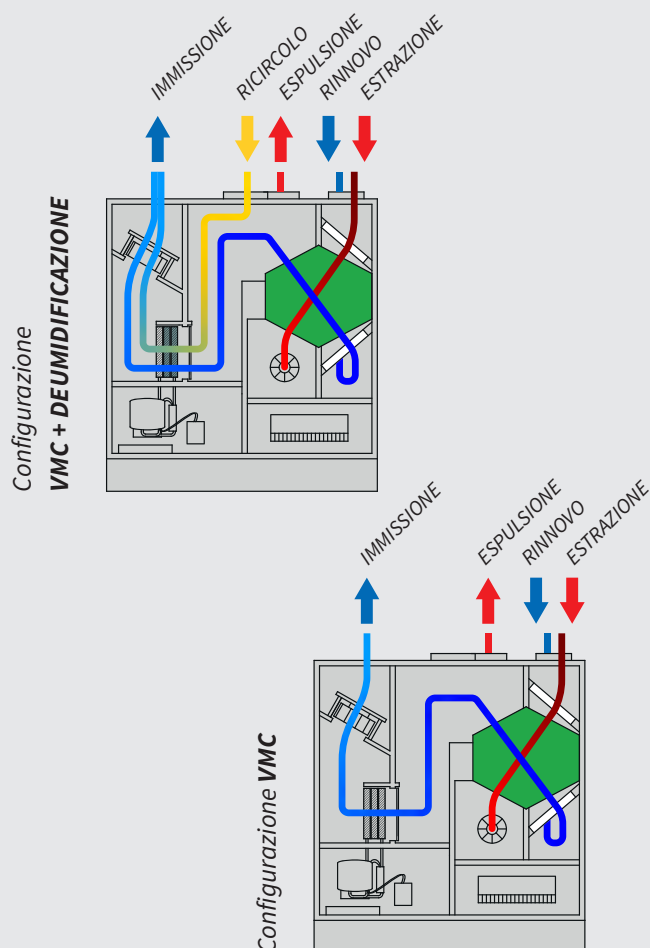 IMMISSIONE
RICIRCOLO
ESPULSIONE
RINNOVO
ESTRAZIONE
Configurazione
VMC + DEUMIDIFICAZIONE
IMMISSIONE
ESPULSIONE
RINNOVO
ESTRAZIONE
Configurazione VMC